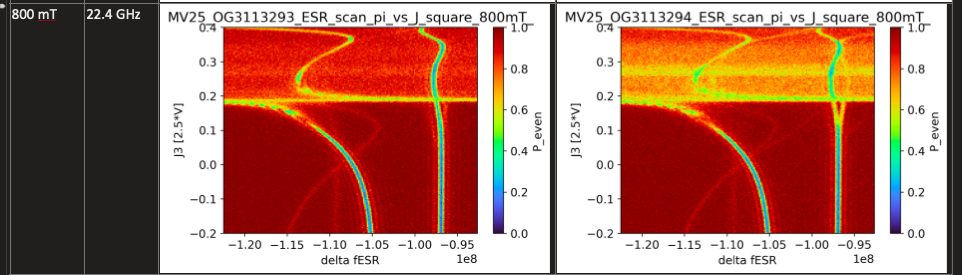 800 mT
22.4 GHz
MV25_OG3113293_ESR_scan_pi_vs_J_square_800mT
J3 [2.5*V]
0.4
0.3
0.2
0.1
0.0
−0.1
−0.2
−1.20 −1.15 −1.10 −1.05 −1.00 −0.95
delta fESR
1e8
1.0
0.8
0.6
0.4
0.2
0.0
P_even
MV25_OG3113294_ESR_scan_pi_vs_J_square_800mT
J3 [2.5*V]
0.4
0.3
0.2
0.1
0.0
−0.1
−0.2
−1.20 −1.15 −1.10 −1.05 −1.00 −0.95
delta fESR
1e8
1.0
0.8
0.6
0.4
0.2
0.0
P_even